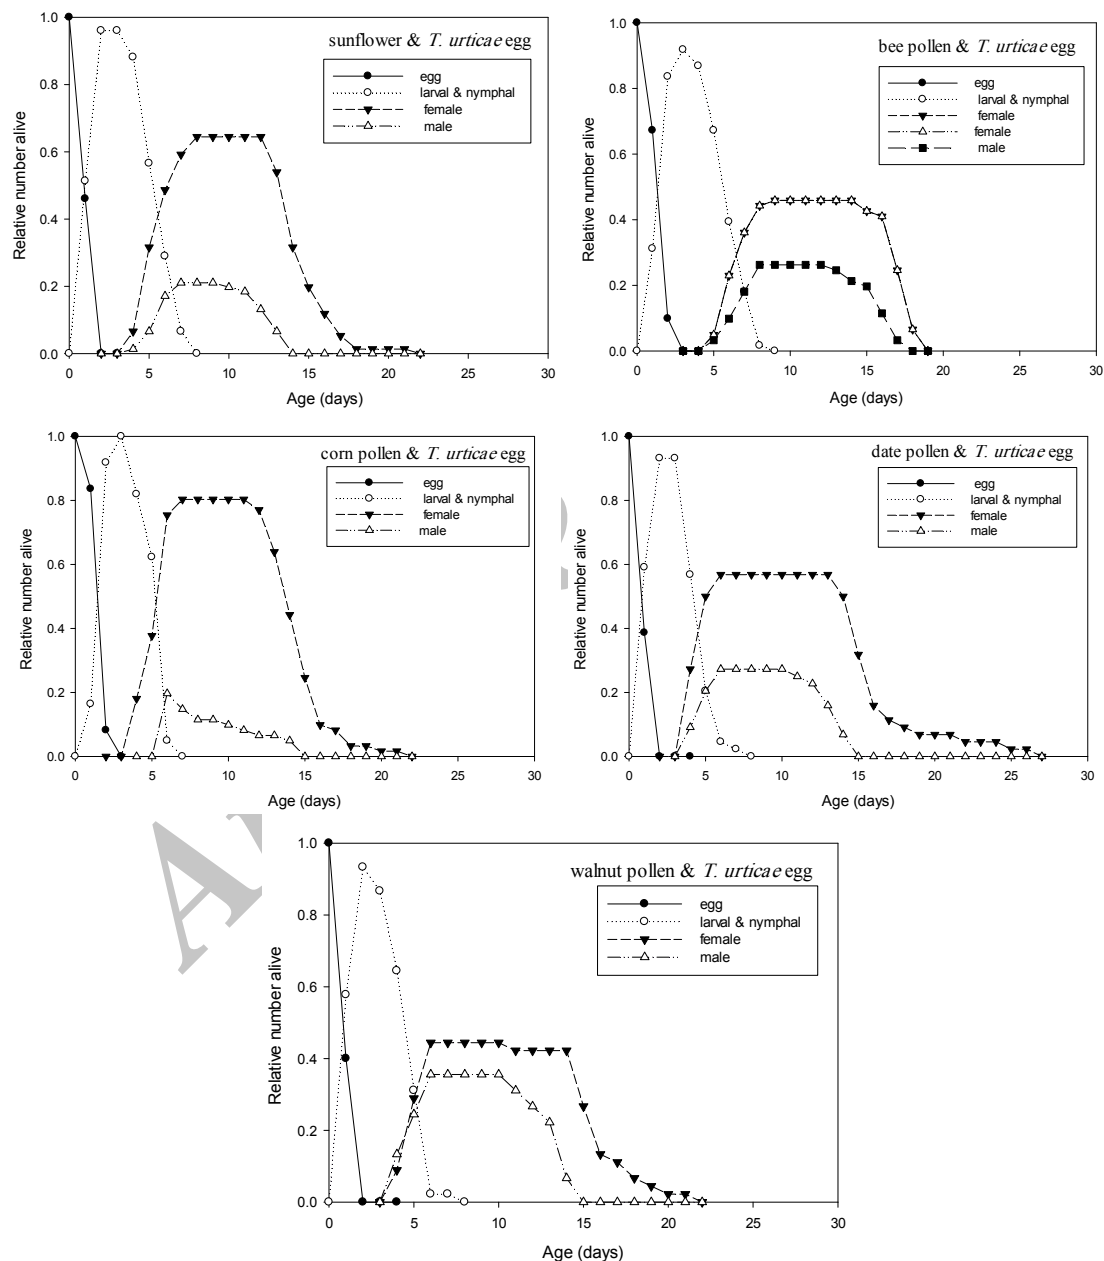 sunflower & T. urticae egg
egg
larval & nymphal
female
male
Relative number alive
1.0
0.8
0.6
0.4
0.2
0.0
0 5 10 15 20 25 30
Age (days)
bee pollen & T. urticae egg
egg
larval & nymphal
female
female
male
Relative number alive
1.0
0.8
0.6
0.4
0.2
0.0
0 5 10 15 20 25 30
Age (days)
corn pollen & T. urticae egg
egg
larval & nymphal
female
male
Relative number alive
1.0
0.8
0.6
0.4
0.2
0.0
0 5 10 15 20 25 30
Age (days)
date pollen & T. urticae egg
egg
larval & nymphal
female
male
Relative number alive
1.0
0.8
0.6
0.4
0.2
0.0
0 5 10 15 20 25 30
Age (days)
walnut pollen & T. urticae egg
egg
larval & nymphal
female
male
Relative number alive
1.0
0.8
0.6
0.4
0.2
0.0
0 5 10 15 20 25 30
Age (days)